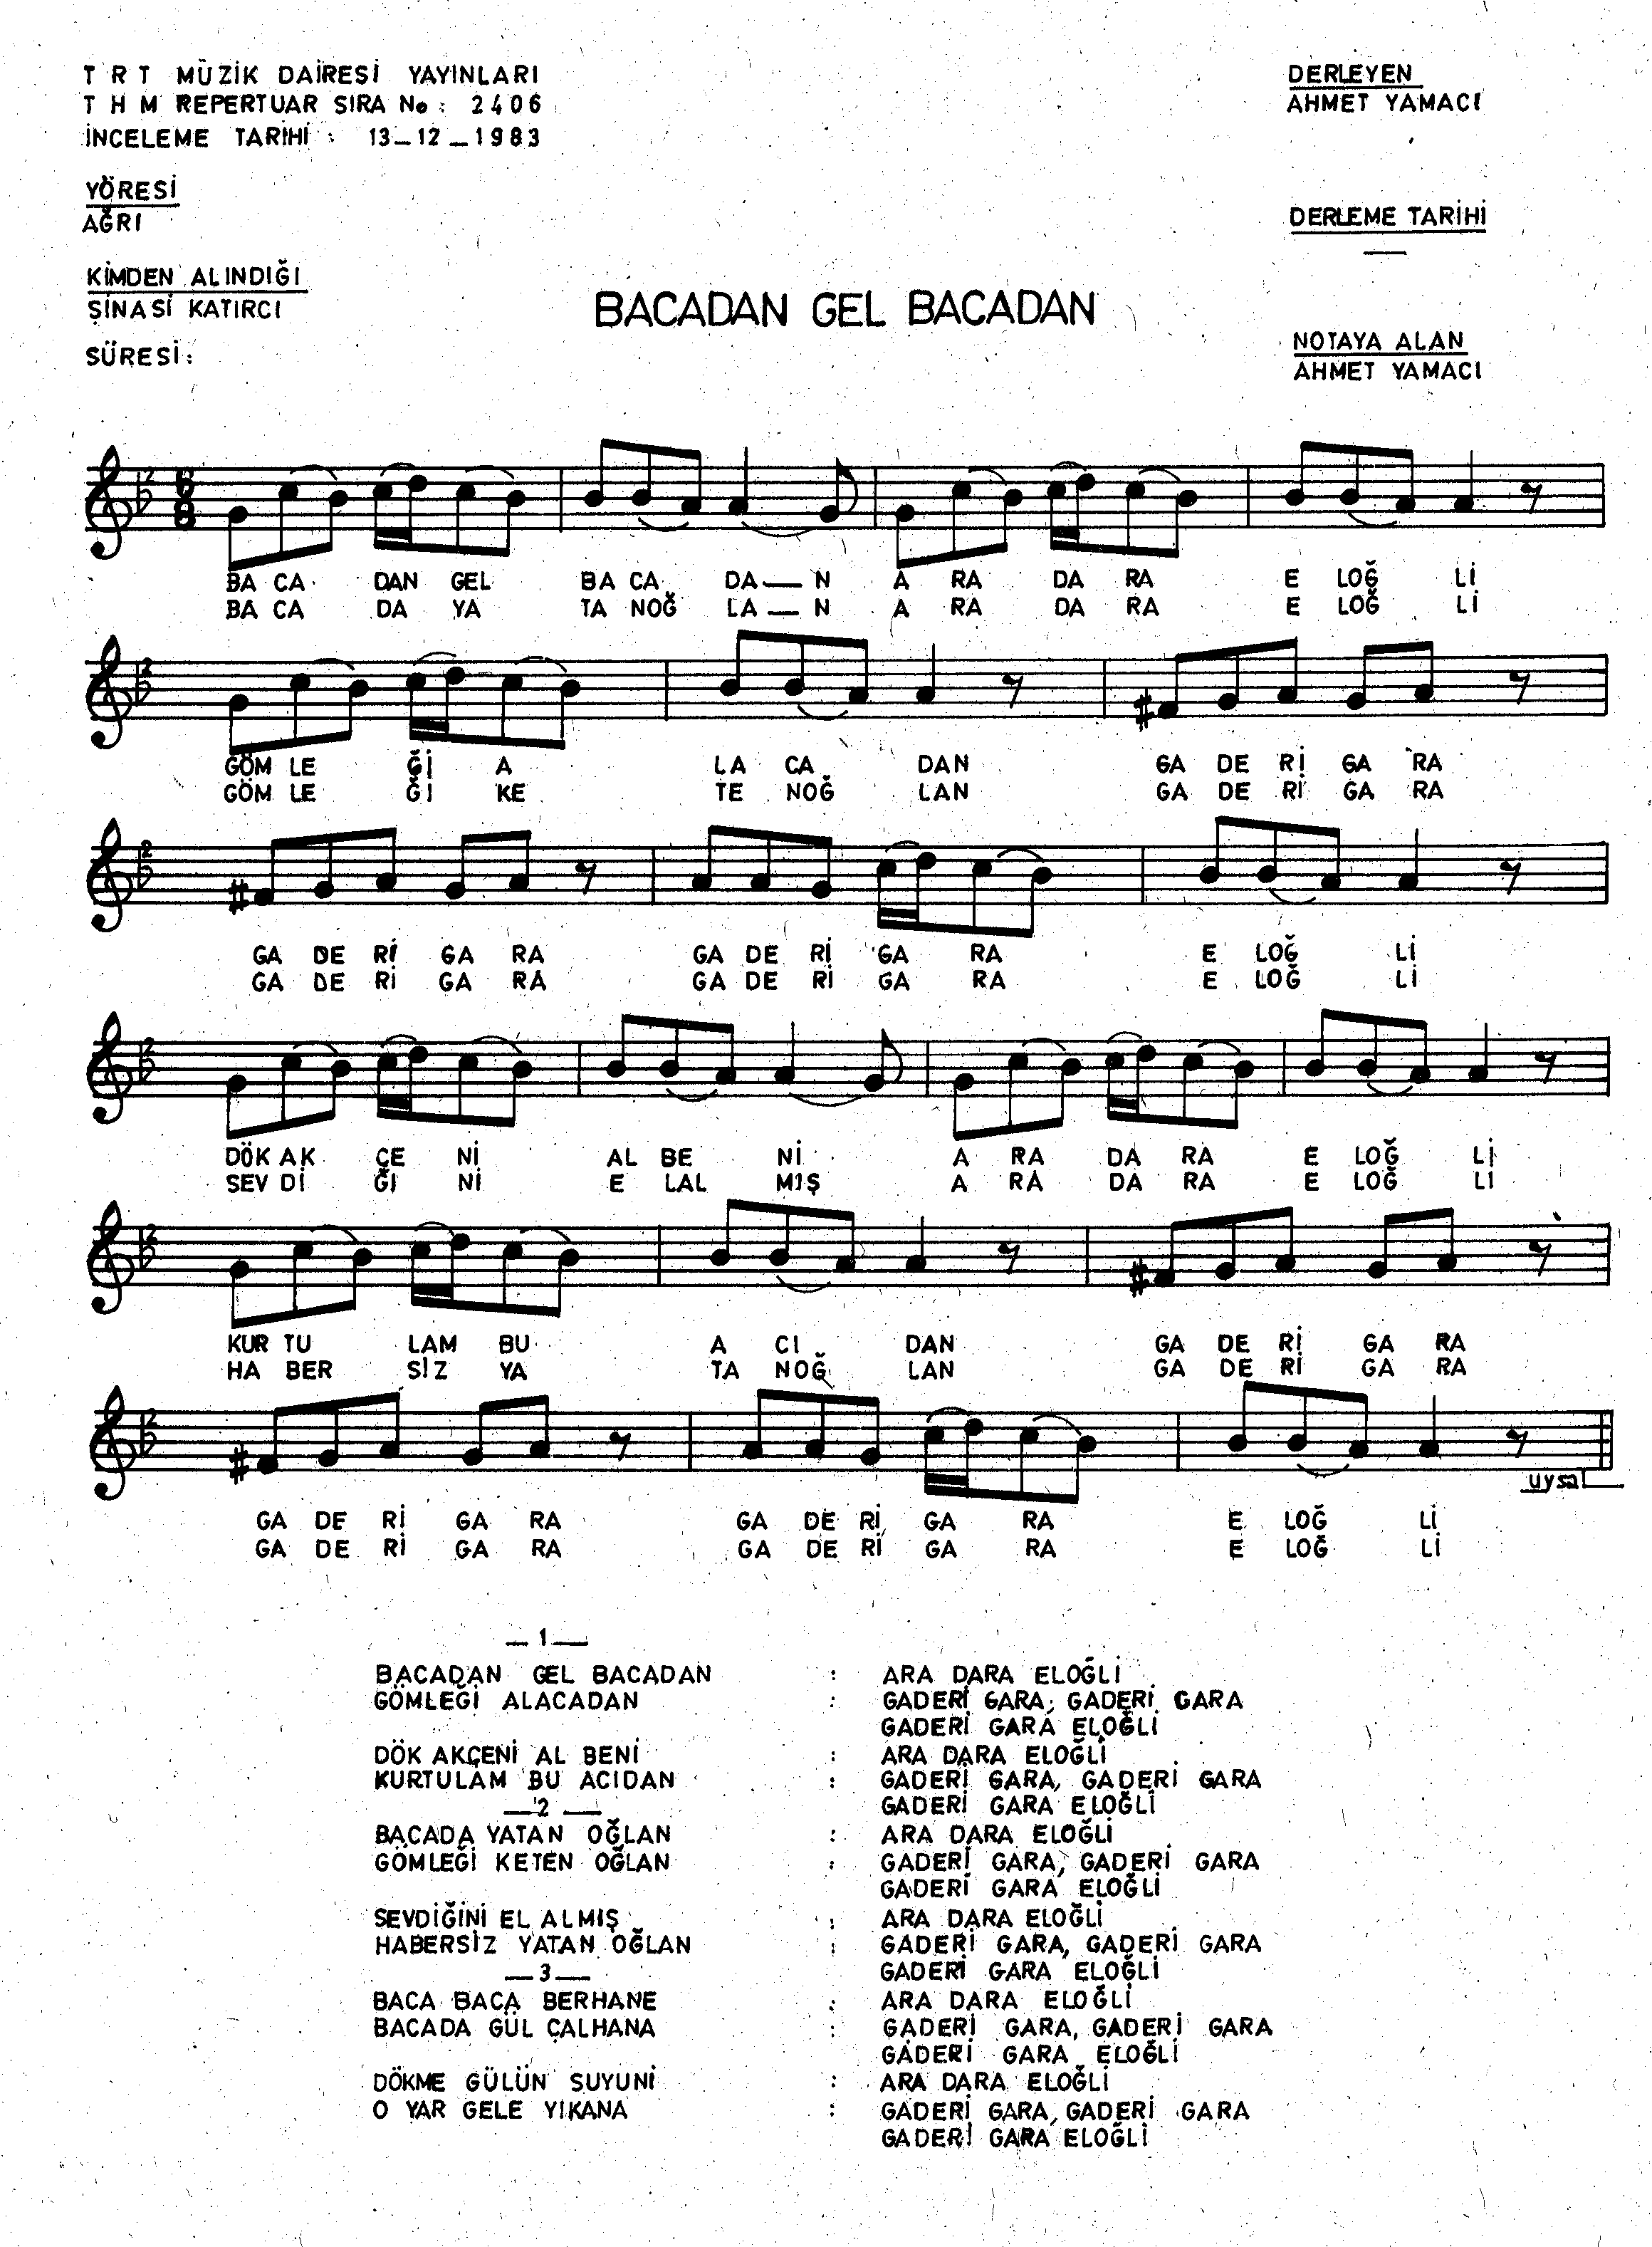 TRT MÜZİK DAİRESİ YAYINLARI
THM REPERTUAR SIRA No : 2406
İNCELEME TARİHİ : 13_12_1983
DERLEYEN
AHMET YAMACI
YÖRESİ
AĞRI
DERLEME TARİHİ
KİMDEN ALINDIĞI
ŞİNASİ KATIRCI
BACADAN GEL BACADAN
SÜRESİ:
NOTAYA ALAN
AHMET YAMACI
6
8
BA CA DAN GEL BA CA DA—N A RA DA RA E LOĞ Lİ
BA CA DA YA TA NOĞ LA—N A RA DA RA E LOĞ Lİ
GÖM LE Ğİ A LA CA DAN GA DE Rİ GA RA
GÖM LE Ğİ KE TE NOĞ LAN GA DE Rİ GA RA
GA DE Rİ GA RA GA DE Rİ GA RA E LOĞ Lİ
GA DE Rİ GA RA GA DE Rİ GA RA E LOĞ Lİ
DÖK AK ÇE Nİ AL BE Nİ A RA DA RA E LOĞ Lİ
SEV Dİ Ğİ Nİ E LAL MIŞ A RA DA RA E LOĞ LI
KUR TU LAM BU A CI DAN GA DE Rİ GA RA
HA BER SİZ YA TA NOĞ LAN GA DE Rİ GA RA
uysal
GA DE Rİ GA RA GA DE Rİ GA RA E LOĞ Lİ
GA DE Rİ GA RA GA DE Rİ GA RA E LOĞ Lİ
— 1 —
BACADAN GEL BACADAN : ARA DARA ELOĞLİ
GÖMLEĞİ ALACADAN : GADERİ GARA, GADERİ GARA
GADERİ GARA ELOĞLİ
DÖK AKÇENİ AL BENİ : ARA DARA ELOĞLİ
KURTULAM BU ACIDAN : GADERİ GARA, GADERİ GARA
GADERİ GARA ELOĞLİ
— 2 —
BACADA YATAN OĞLAN : ARA DARA ELOĞLİ
GÖMLEĞİ KETEN OĞLAN : GADERİ GARA, GADERİ GARA
GADERİ GARA ELOĞLİ
SEVDİĞİNİ EL ALMIŞ : ARA DARA ELOĞLİ
HABERSİZ YATAN OĞLAN : GADERİ GARA, GADERİ GARA
GADERİ GARA ELOĞLİ
— 3 —
BACA BACA BERHANE : ARA DARA ELOĞLİ
BACADA GÜL ÇALHANA : GADERİ GARA, GADERİ GARA
GADERİ GARA ELOĞLİ
DÖKME GÜLÜN SUYUNİ : ARA DARA ELOĞLİ
O YAR GELE YIKANA : GADERİ GARA, GADERİ GARA
GADERİ GARA ELOĞLİ